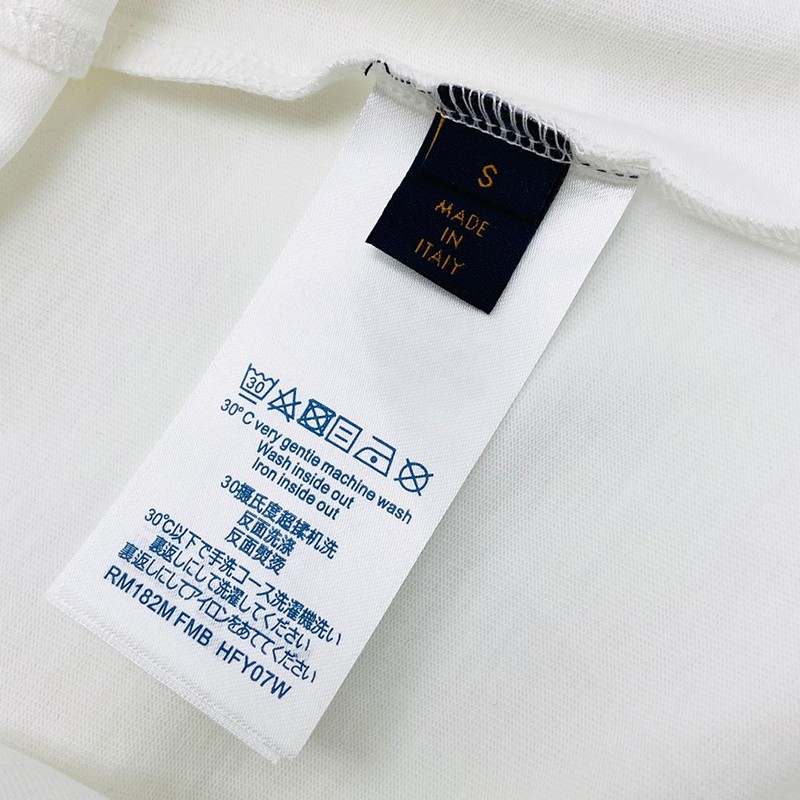 S
MADE
IN
ITAIY
30
30°C very gentle machine wash
Wash inside out
Iron inside out
30摄氏度超揉机洗
反面洗涤
反面熨烫
30℃以下で手洗コース洗濯機洗い
裏返しにして洗濯してください
裏返しにしてアイロンをあててください
RM182M FMB HFY07W